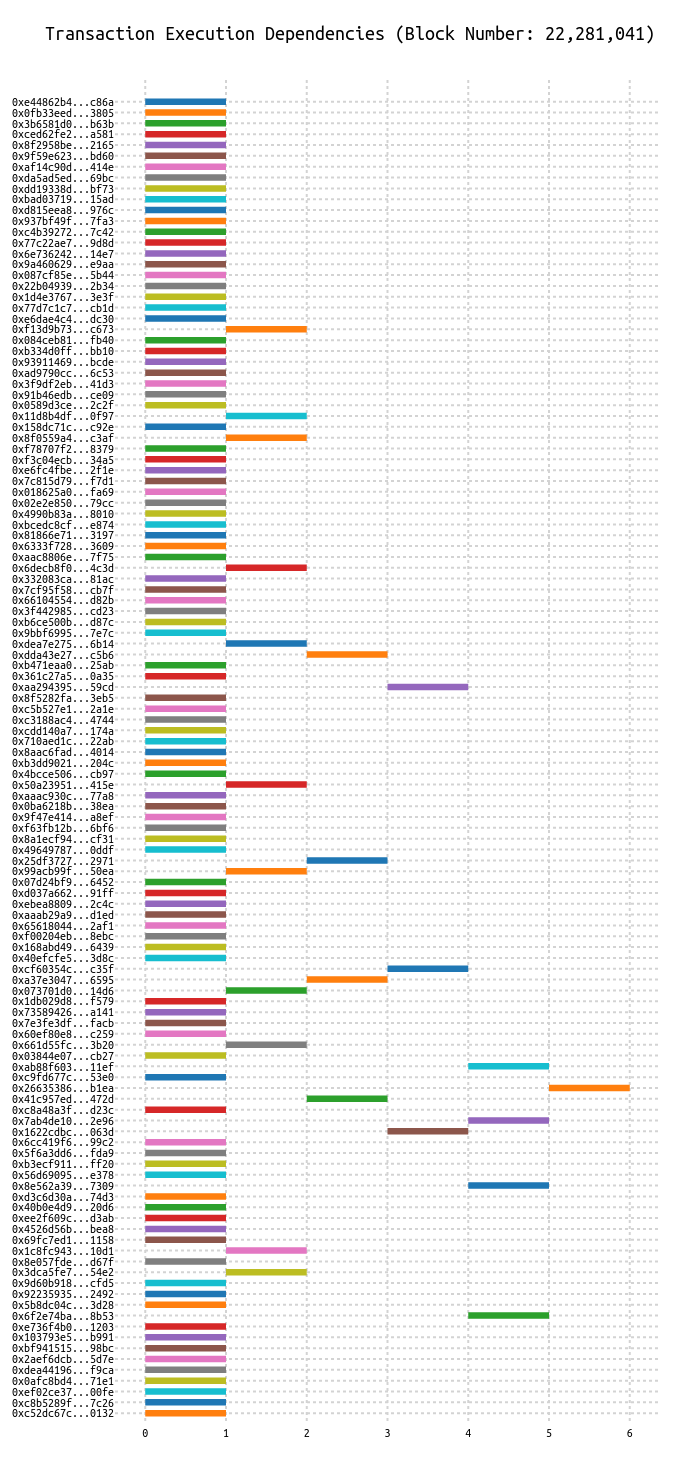 Transaction Execution Dependencies (Block Number: 22,281,041)
0xe44862b4...c86a
0x0fb33eed...3805
0x3b6581d0...b63b
0xced62fe2...a581
0x8f2958be...2165
0x9f59e623...bd60
0xaf14c90d...414e
0xda5ad5ed...69bc
0xdd19338d...bf73
0xbad03719...15ad
0xd815eea8...976c
0x937bf49f...7fa3
0xc4b39272...7c42
0x77c22ae7...9d8d
0x6e736242...14e7
0x9a460629...e9aa
0x087cf85e...5b44
0x22b04939...2b34
0x1d4e3767...3e3f
0x77d7c1c7...cb1d
0xe6dae4c4...dc30
0xf13d9b73...c673
0x084ceb81...fb40
0xb334d0ff...bb10
0x93911469...bcde
0xad9790cc...6c53
0x3f9df2eb...41d3
0x91b46edb...ce09
0x0589d3ce...2c2f
0x11d8b4df...0f97
0x158dc71c...c92e
0x8f0559a4...c3af
0xf78707f2...8379
0xf3c04ecb...34a5
0xe6fc4fbe...2f1e
0x7c815d79...f7d1
0x018625a0...fa69
0x02e2e850...79cc
0x4990b83a...8010
0xbcedc8cf...e874
0x81866e71...3197
0x6333f728...3609
0xaac8806e...7f75
0x6decb8f0...4c3d
0x332083ca...81ac
0x7cf95f58...cb7f
0x66104554...d82b
0x3f442985...cd23
0xb6ce500b...d87c
0x9bbf6995...7e7c
0xdea7e275...6b14
0xdda43e27...c5b6
0xb471eaa0...25ab
0x361c27a5...0a35
0xaa294395...59cd
0x8f5282fa...3eb5
0xc5b527e1...2a1e
0xc3188ac4...4744
0xcdd140a7...174a
0x710aed1c...22ab
0x8aac6fad...4014
0xb3dd9021...204c
0x4bcce506...cb97
0x50a23951...415e
0xaaac930c...77a8
0x0ba6218b...38ea
0x9f47e414...a8ef
0xf63fb12b...6bf6
0x8a1ecf94...cf31
0x49649787...0ddf
0x25df3727...2971
0x99acb99f...50ea
0x07d24bf9...6452
0xd037a662...91ff
0xebea8809...2c4c
0xaaab29a9...d1ed
0x65618044...2af1
0xf00204eb...8ebc
0x168abd49...6439
0x40efcfe5...3d8c
0xcf60354c...c35f
0xa37e3047...6595
0x073701d0...14d6
0x1db029d8...f579
0x73589426...a141
0x7e3fe3df...facb
0x60ef80e8...c259
0x661d55fc...3b20
0x03844e07...cb27
0xab88f603...11ef
0xc9fd677c...53e0
0x26635386...b1ea
0x41c957ed...472d
0xc8a48a3f...d23c
0x7ab4de10...2e96
0x1622cdbc...063d
0x6cc419f6...99c2
0x5f6a3dd6...fda9
0xb3ecf911...ff20
0x56d69095...e378
0x8e562a39...7309
0xd3c6d30a...74d3
0x40b0e4d9...20d6
0xee2f609c...d3ab
0x4526d56b...bea8
0x69fc7ed1...1158
0x1c8fc943...10d1
0x8e057fde...d67f
0x3dca5fe7...54e2
0x9d60b918...cfd5
0x92235935...2492
0x5b8dc04c...3d28
0x6f2e74ba...8b53
0xe736f4b0...1203
0x103793e5...b991
0xbf941515...98bc
0x2aef6dcb...5d7e
0xdea44196...f9ca
0x0afc8bd4...71e1
0xef02ce37...00fe
0xc8b5289f...7c26
0xc52dc67c...0132
0 1 2 3 4 5 6